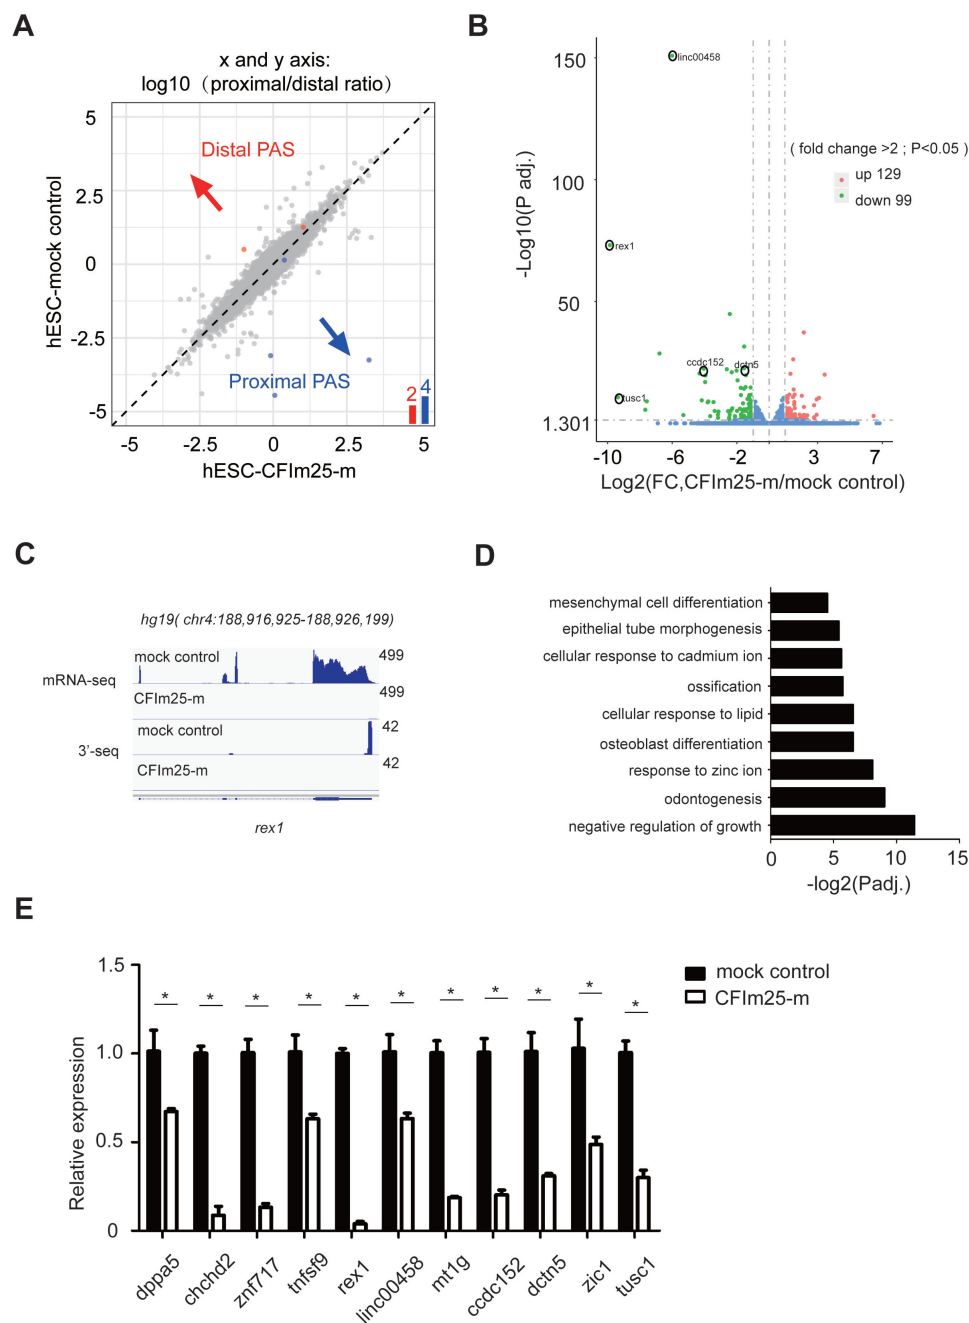 A
x and y axis:
log10（proximal/distal ratio）
5
2.5
0
-2.5
-5
hESC-mock control
Distal PAS
Proximal PAS
2
4
-5
-2.5
0
2.5
5
hESC-CFIm25-m
B
150
100
50
1.301
-Log10(P adj.)
linc00458
rex1
ccdc152
dctn5
tusc1
( fold change >2 ; P<0.05 )
up 129
down 99
-10
-6
-2
3
7
Log2(FC,CFIm25-m/mock control)
C
hg19( chr4:188,916,925-188,926,199)
mRNA-seq
mock control
499
CFIm25-m
499
3'-seq
mock control
42
CFIm25-m
42
rex1
D
mesenchymal cell differentiation
epithelial tube morphogenesis
cellular response to cadmium ion
ossification
cellular response to lipid
osteoblast differentiation
response to zinc ion
odontogenesis
negative regulation of growth
0
5
10
15
-log2(Padj.)
E
1.5
1.0
0.5
0
Relative expression
* * * * * * * * * * *
mock control
CFIm25-m
dppa5
chchd2
znf717
tnfsf9
rex1
linc00458
mt1g
ccdc152
dctn5
zic1
tusc1